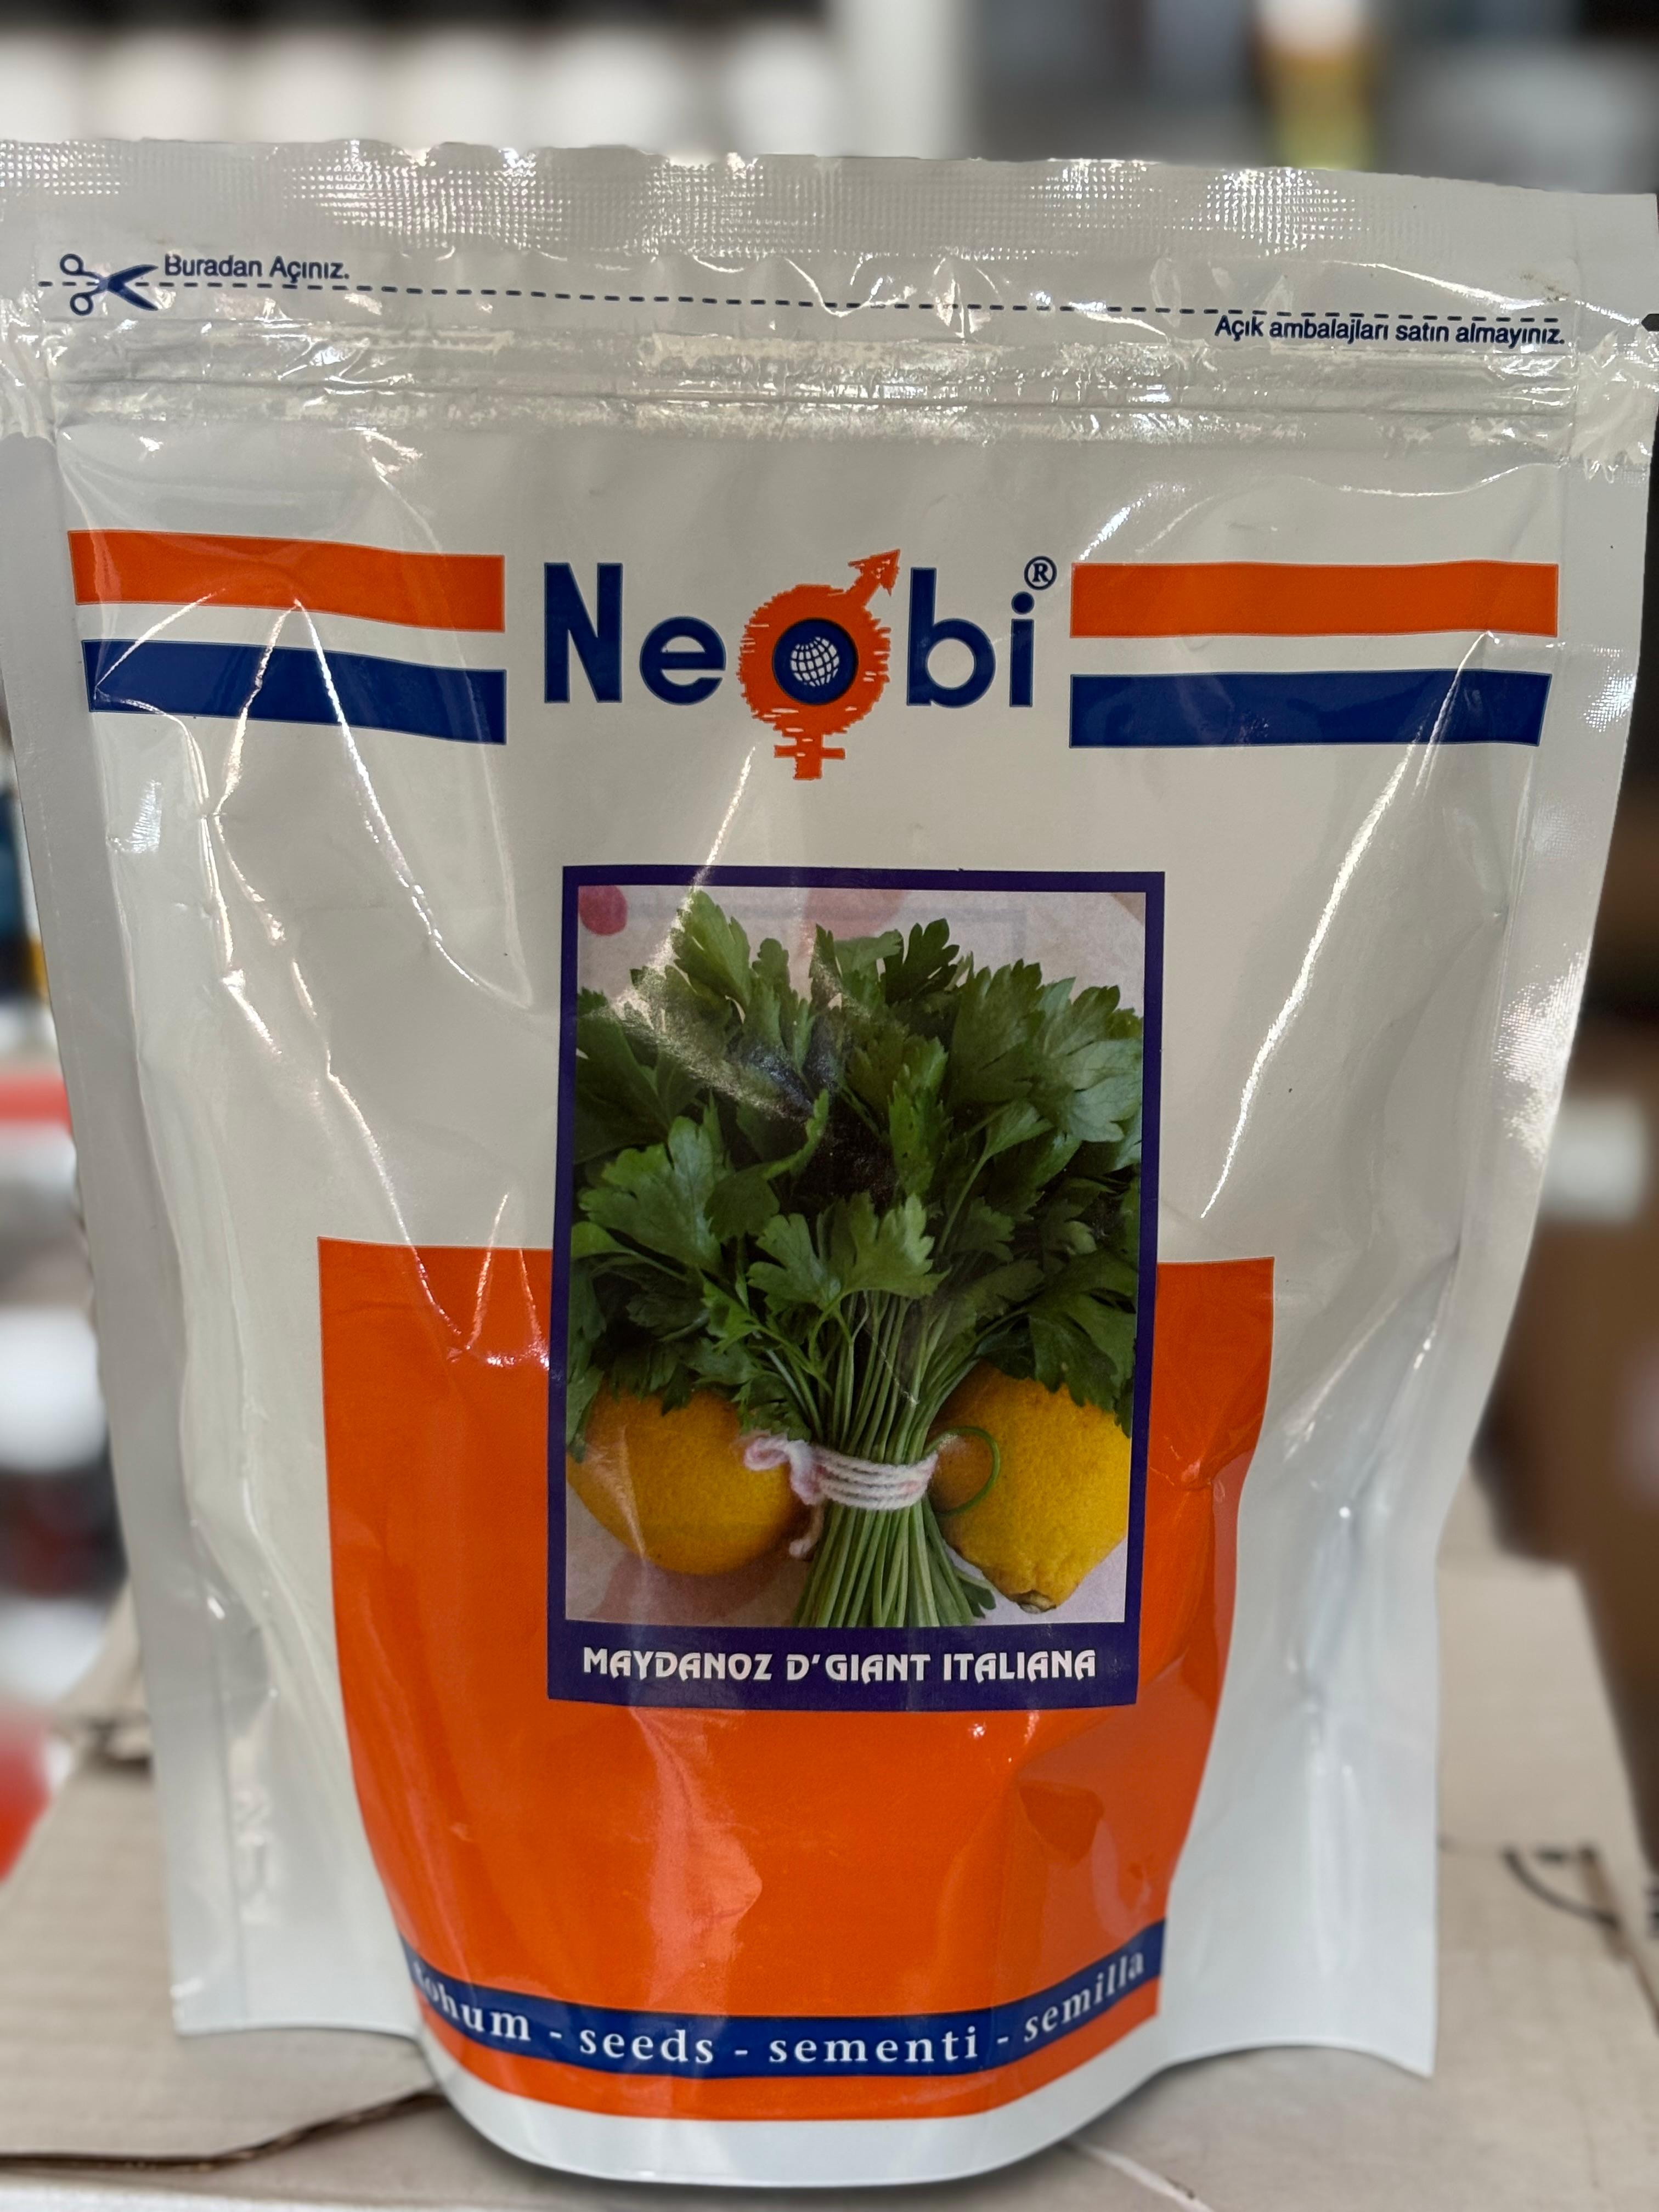 Buradan Açınız.
Açık ambalajları satın almayınız.
Neobi®
MAYDANOZ D'GIANT ITALIANA
tohum - seeds - sementi - semilla